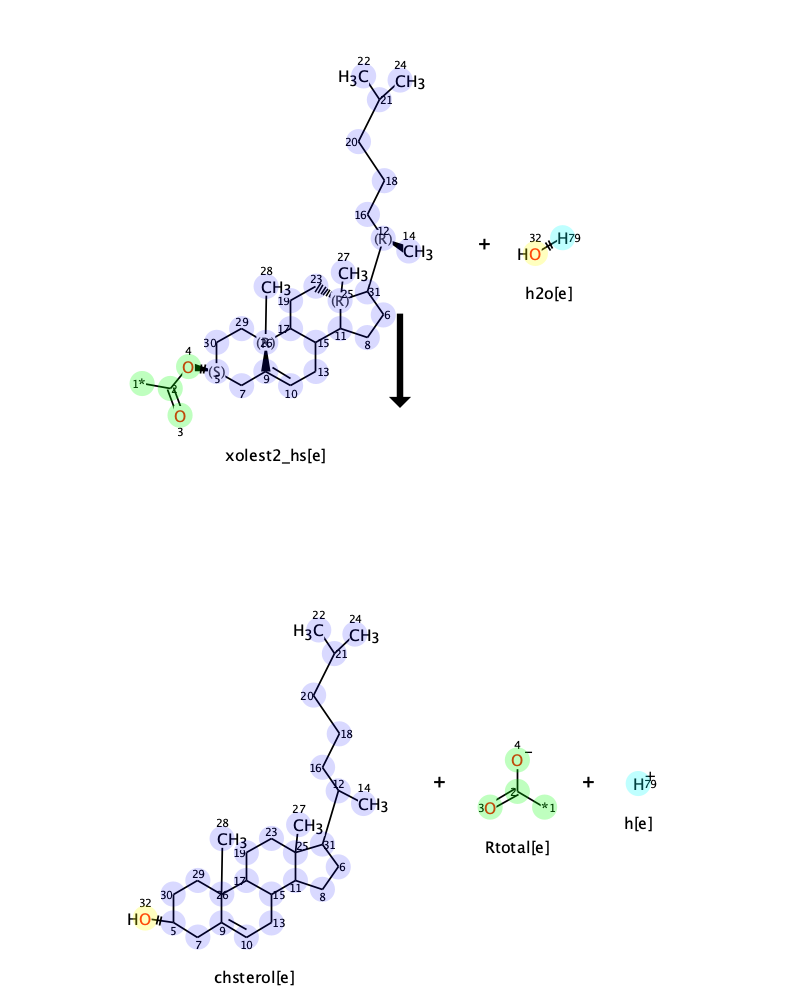 22
24
H3C
CH3
21
20
18
16
12
(R)
14
CH3
+
32
HO
H79
h2o[e]
28
CH3
27
CH3
23
25
(R)
31
19
6
29
17
(R)
26
11
30
15
8
4
O
(S)
5
9
13
1*
2
7
10
O
3
xolest2_hs[e]
22
24
H3C
CH3
21
20
18
16
12
14
CH3
+
4
O−
2
3O
*1
+
H+
79
Rtotal[e]
h[e]
28
CH3
27
CH3
23
25
31
19
6
29
17
30
26
11
15
8
32
HO
5
9
13
7
10
chsterol[e]